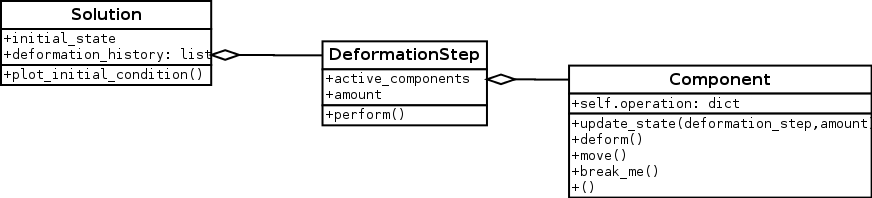 Solution
+initial_state
+deformation_history: list
+plot_initial_condition()
DeformationStep
+active_components
+amount
+perform()
Component
+self.operation: dict
+update_state(deformation_step,amount)
+deform()
+move()
+break_me()
+()